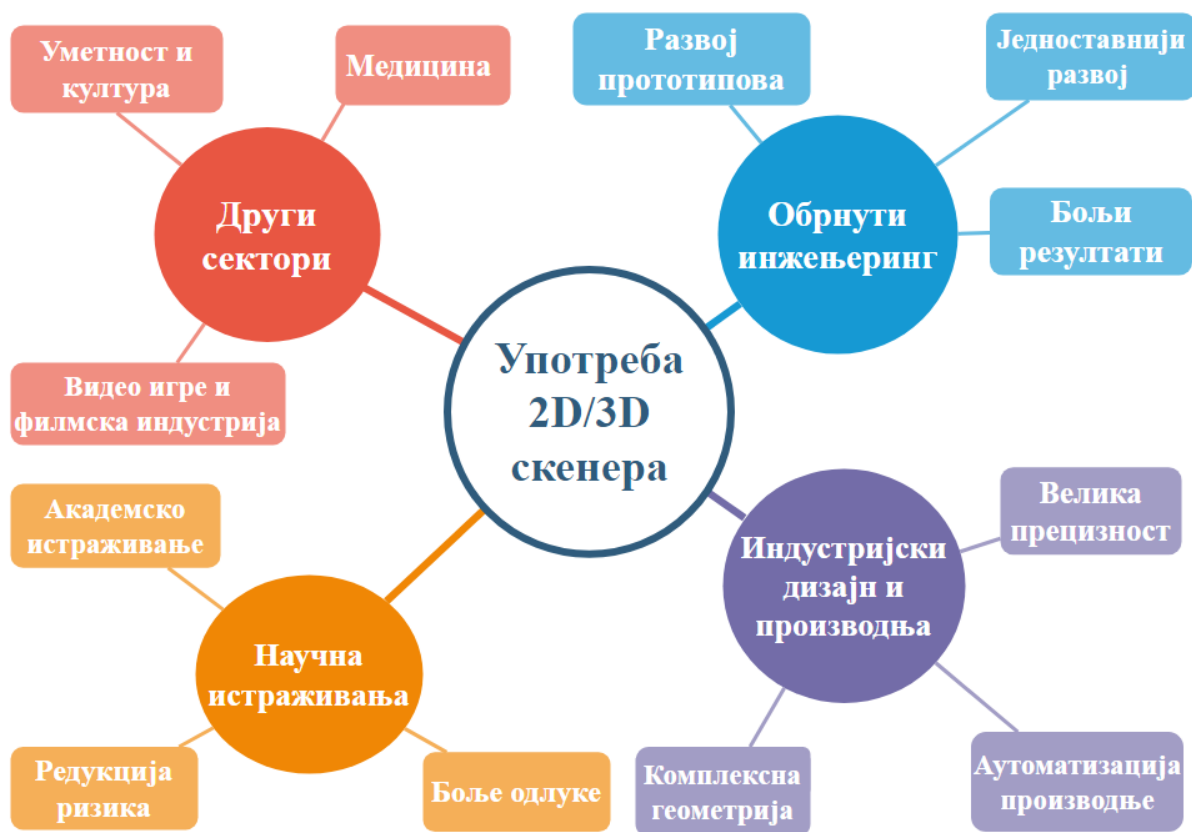 Уметност и
култура
Медицина
Други
сектори
Видео игре и
филмска индустрија
Развој
прототипова
Једноставнији
развој
Обрнути
инжењеринг
Бољи
резултати
Употреба
2D/3D
скенера
Академско
истраживање
Научна
истраживања
Редукција
ризика
Боље одлуке
Велика
прецизност
Индустријски
дизајн и
производња
Комплексна
геометрија
Аутоматизација
производње